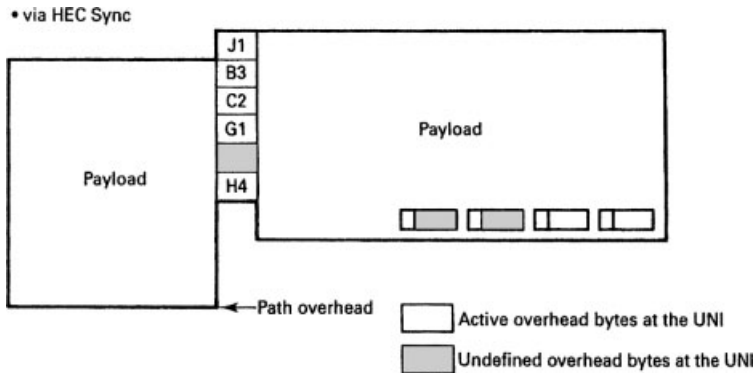 • via HEC Sync
J1
B3
C2
G1
H4
Payload
Payload
Path overhead
Active overhead bytes at the UNI
Undefined overhead bytes at the UNI